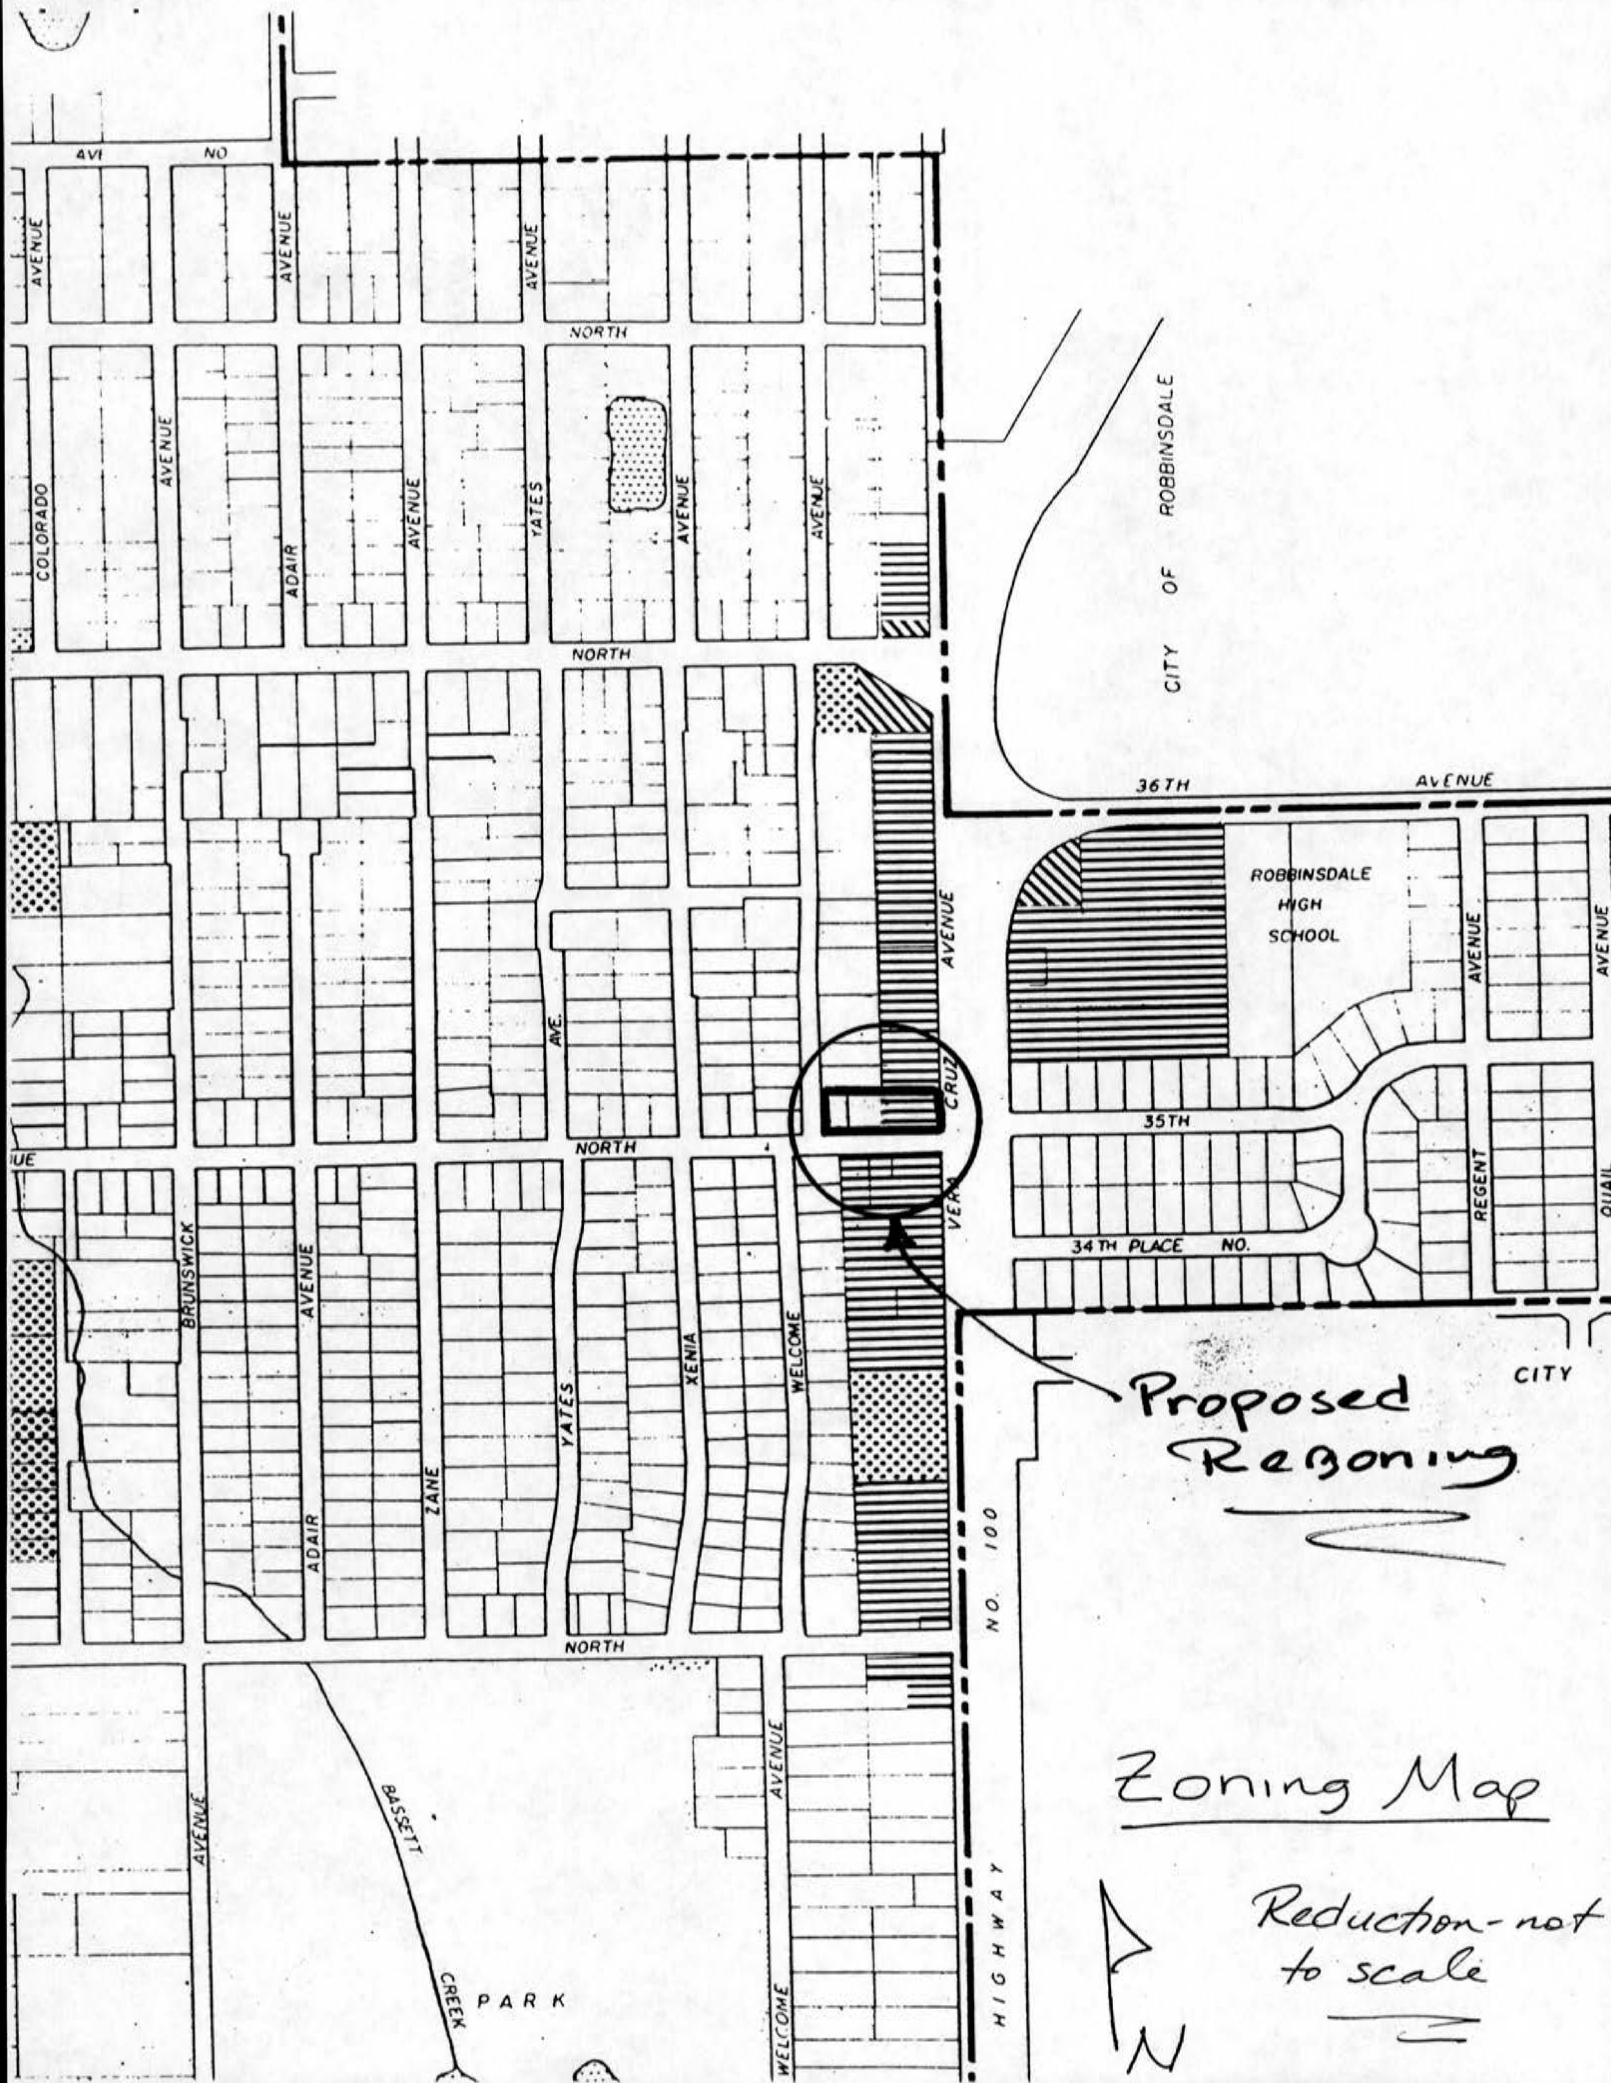 AVE
NO
AVENUE
AVENUE
AVENUE
NORTH
COLORADO
AVENUE
ADAIR
AVENUE
YATES
AVENUE
AVENUE
CITY OF ROBBINSDALE
NORTH
36TH
AVENUE
ROBBINSDALE
HIGH
SCHOOL
AVENUE
AVENUE
AVENUE
AVE.
VERA CRUZ
35TH
NORTH
UE
REGENT
QUAIL
34TH PLACE NO.
BRUNSWICK
AVENUE
ADAIR
ZANE
YATES
XENIA
WELCOME
Proposed
Rezoning
CITY
NORTH
HIGHWAY NO. 100
AVENUE
BASSETT
CREEK
PARK
AVENUE
WELCOME
Zoning Map
Reduction-not
to scale
N